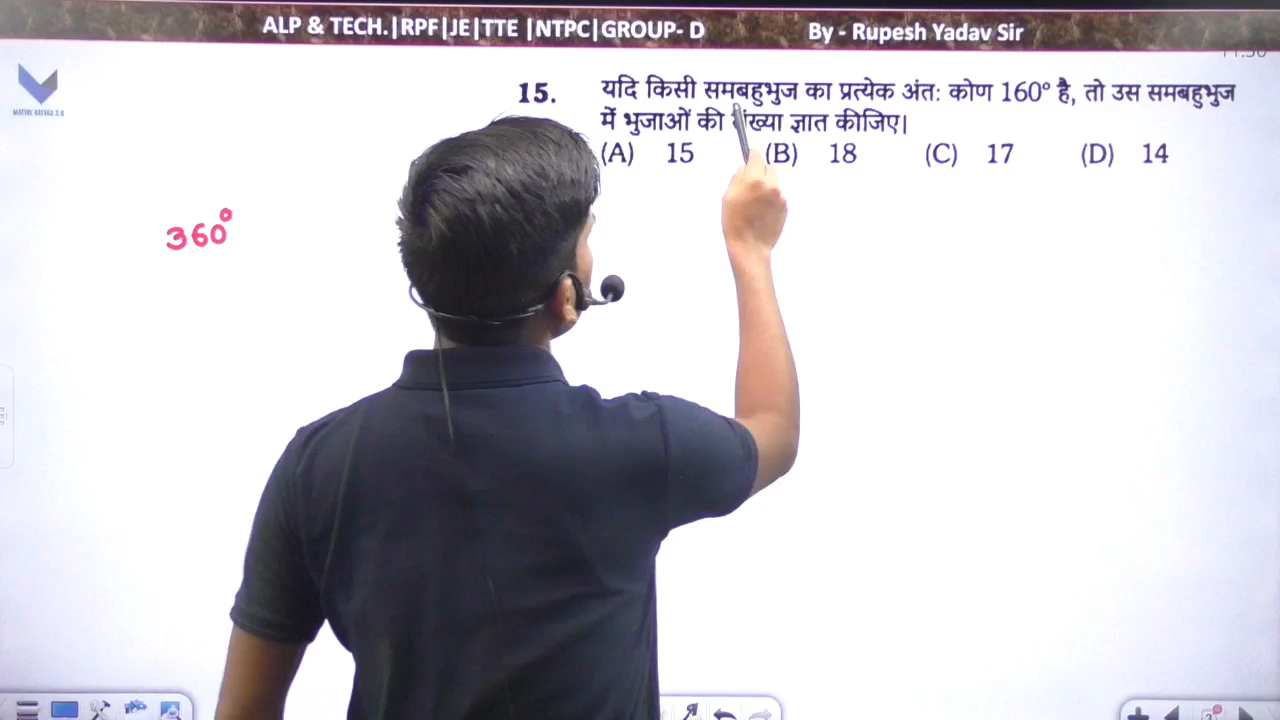 ALP & TECH.|RPF|JE|TTE |NTPC|GROUP- D By - Rupesh Yadav Sir
15. यदि किसी समबहुभुज का प्रत्येक अंत: कोण 160° है, तो उस समबहुभुज
में भुजाओं की ज्ञात कीजिए।
(A) 15 (B) 18 (C) 17 (D) 14
360°